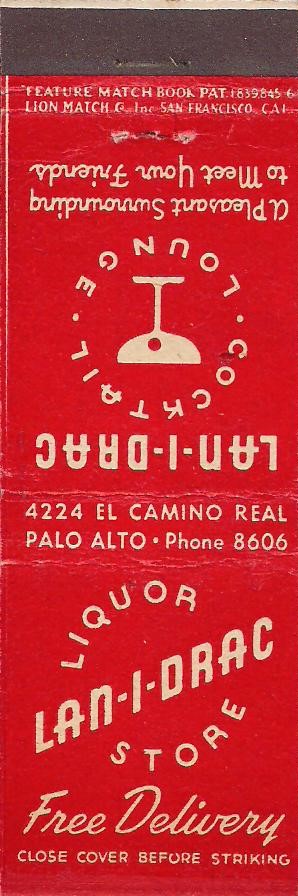 FEATURE MATCH BOOK PAT. 1839845-6
LION MATCH Co. Inc. SAN FRANCISCO, CAL.
A Pleasant Surrounding
to Meet Your Friends
LAN-I-DRAC
COCKTAIL · LOUNGE ·
4224 EL CAMINO REAL
PALO ALTO · Phone 8606
LIQUOR
LAN-I-DRAC
STORE
Free Delivery
CLOSE COVER BEFORE STRIKING